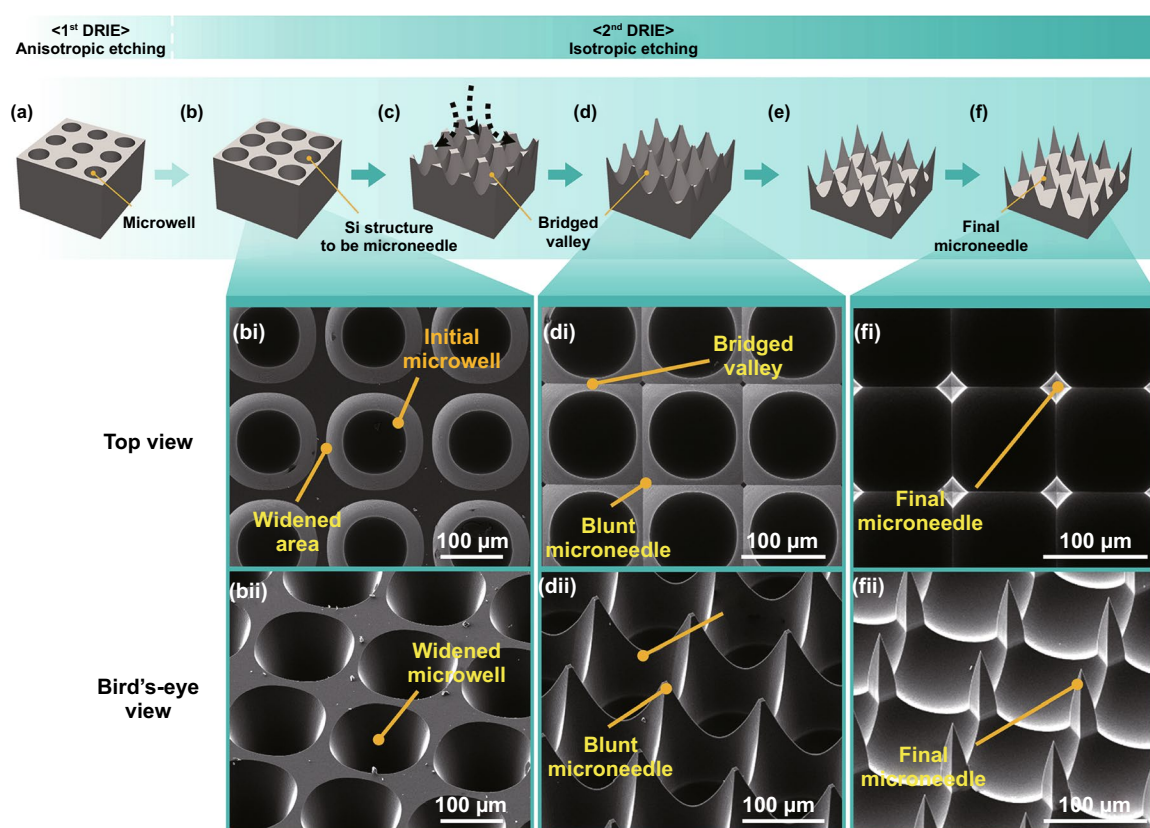 <1st DRIE>
Anisotropic etching
<2nd DRIE>
Isotropic etching
(a)
(b)
(c)
(d)
(e)
(f)
Microwell
Si structure
to be microneedle
Bridged
valley
Final
microneedle
Top view
(bi)
Initial
microwell
Widened
area
100 µm
(di)
Bridged
valley
Blunt
microneedle
100 µm
(fi)
Final
microneedle
100 µm
Bird's-eye
view
(bii)
Widened
microwell
100 µm
(dii)
Blunt
microneedle
100 µm
(fii)
Final
microneedle
100 µm